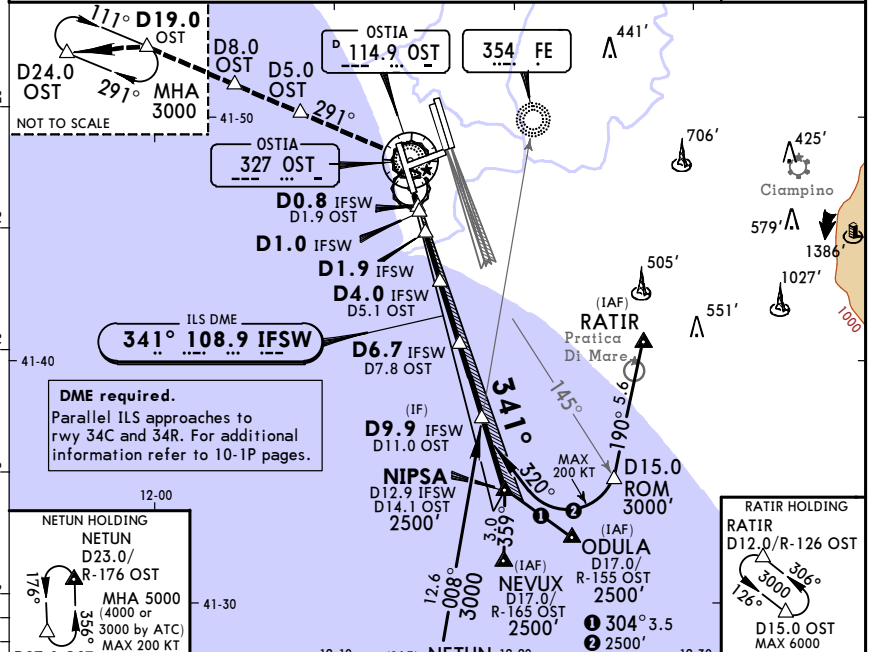 111° D19.0
OST
D24.0
OST
291° MHA
3000
NOT TO SCALE
D8.0
OST
D5.0
OST
291°
41-50
OSTIA
D 114.9 OST
354 FE
441'
706'
425'
Ciampino
579'
1386'
1027'
505'
551'
1000
OSTIA
327 OST
D0.8 IFSW
D1.9 OST
D1.0 IFSW
D1.9 IFSW
D4.0 IFSW
D5.1 OST
ILS DME
341° 108.9 IFSW
D6.7 IFSW
D7.8 OST
41-40
(IAF)
RATIR
Pratica
Di Mare
190° 5.6
145°
341°
DME required.
Parallel ILS approaches to
rwy 34C and 34R. For additional
information refer to 10-1P pages.
(IF)
D9.9 IFSW
D11.0 OST
NIPSA
D12.9 IFSW
D14.1 OST
2500'
320°
MAX
200 KT
D15.0
ROM
3000'
12-00
3.0
359°
1
2
(IAF)
ODULA
D17.0/
R-155 OST
2500'
(IAF)
NEVUX
D17.0/
R-165 OST
2500'
12.6
008°
3000
1 304° 3.5
2 2500'
41-30
NETUN HOLDING
NETUN
D23.0/
R-176 OST
176°
356°
MHA 5000
(4000 or
3000 by ATC)
MAX 200 KT
RATIR HOLDING
RATIR
D12.0/R-126 OST
306°
3000
126°
D15.0 OST
MAX 6000
NETUN